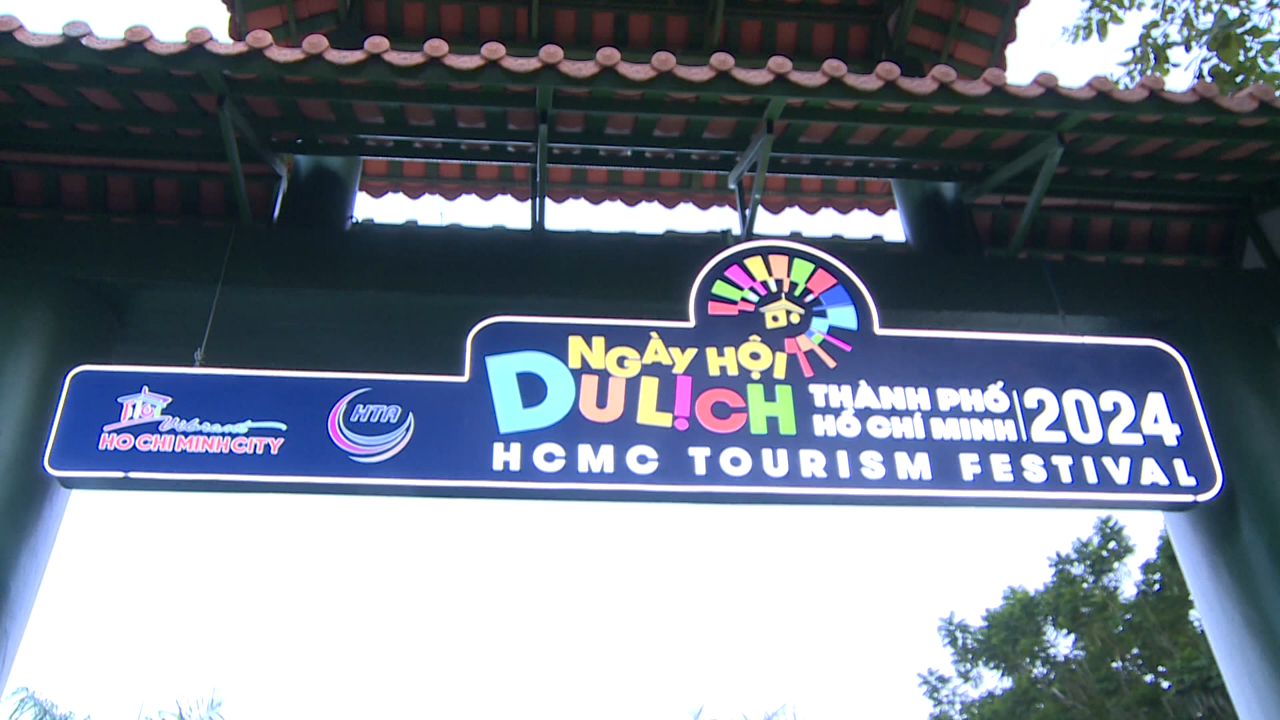 Vibrant
HO CHI MINH CITY
HTA
NGÀY HỘI
DU LỊCH
THÀNH PHỐ
HỒ CHÍ MINH
2024
HCMC TOURISM FESTIVAL